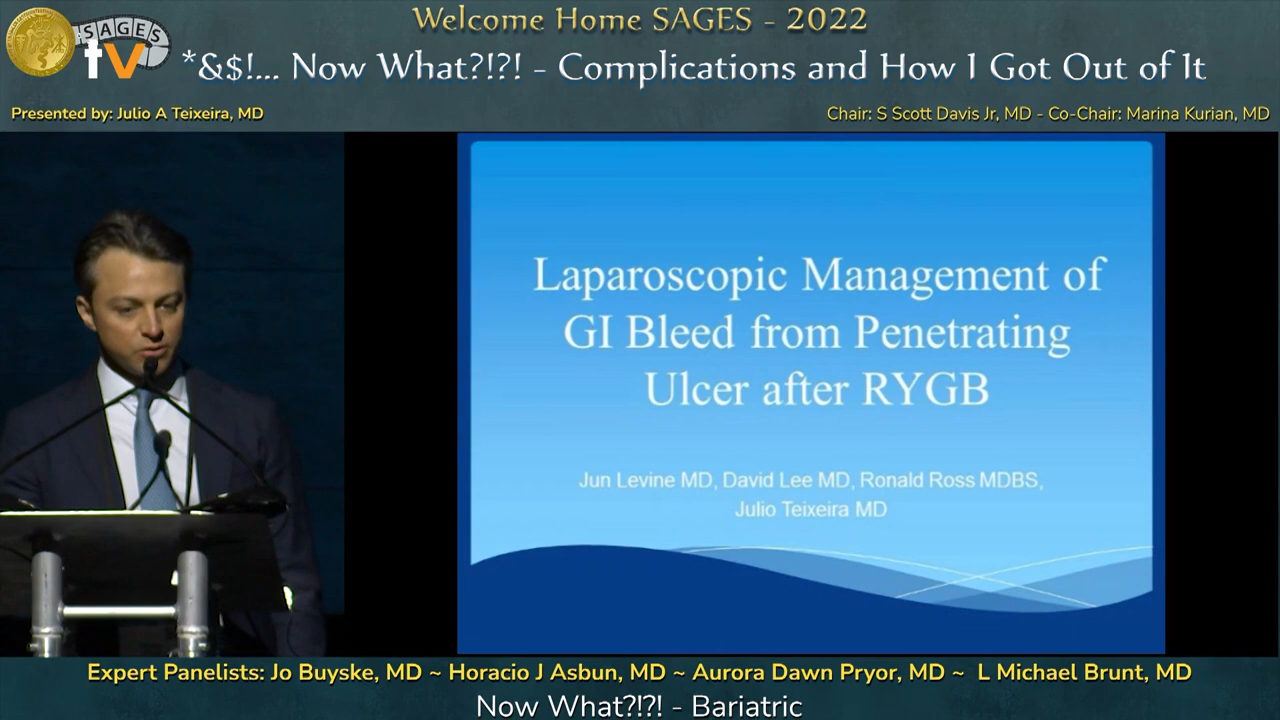 Welcome Home SAGES - 2022
SAGES
tv
*&$!... Now What?!?! - Complications and How I Got Out of It
Presented by: Julio A Teixeira, MD
Chair: S Scott Davis Jr, MD - Co-Chair: Marina Kurian, MD
Laparoscopic Management of
GI Bleed from Penetrating
Ulcer after RYGB
Jun Levine MD, David Lee MD, Ronald Ross MDBS,
Julio Teixeira MD
Expert Panelists: Jo Buyske, MD ~ Horacio J Asbun, MD ~ Aurora Dawn Pryor, MD ~ L Michael Brunt, MD
Now What?!?! - Bariatric